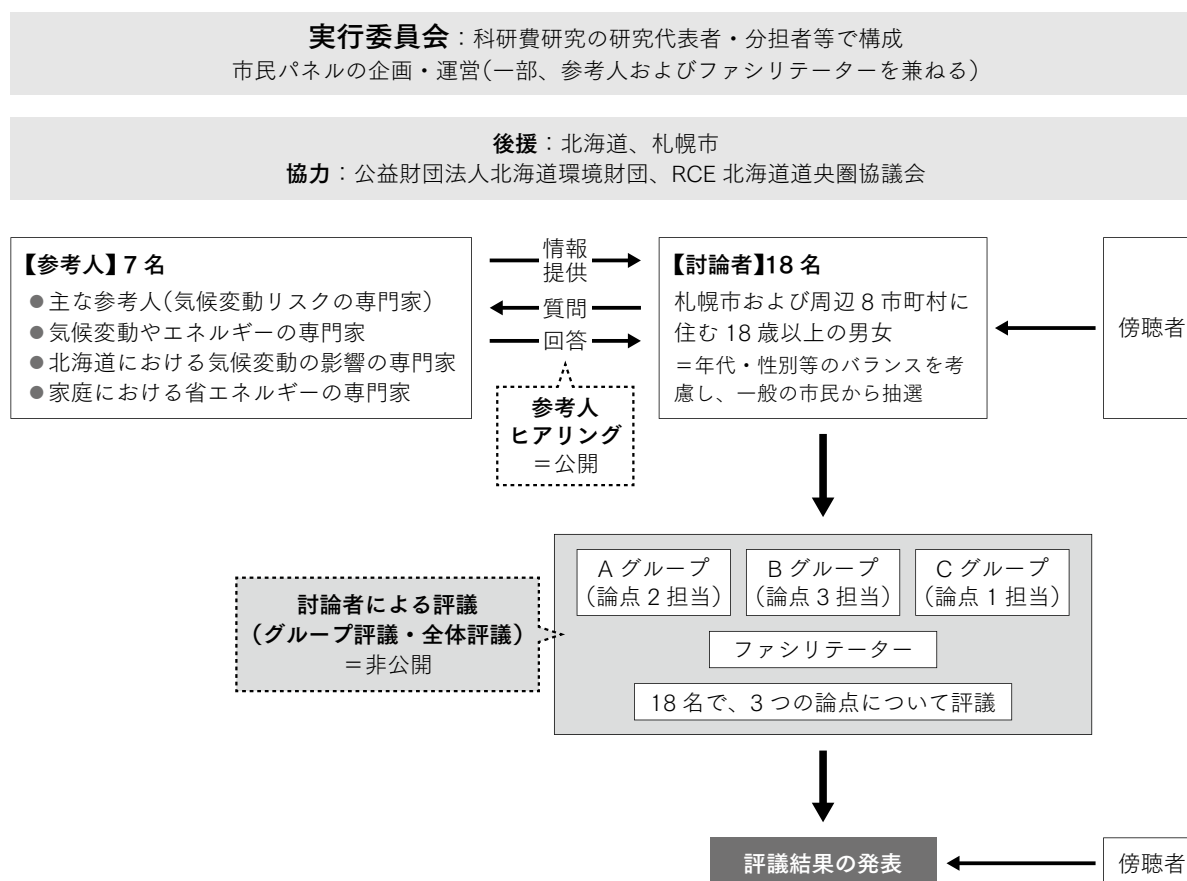 実行委員会：科研費研究の研究代表者・分担者等で構成
市民パネルの企画・運営(一部、参考人およびファシリテーターを兼ねる)
後援：北海道、札幌市
協力：公益財団法人北海道環境財団、RCE 北海道道央圏協議会
【参考人】7 名
●主な参考人(気候変動リスクの専門家)
●気候変動やエネルギーの専門家
●北海道における気候変動の影響の専門家
●家庭における省エネルギーの専門家
情報
提供
質問
回答
参考人
ヒアリング
＝公開
【討論者】18 名
札幌市および周辺 8 市町村に
住む 18 歳以上の男女
＝年代・性別等のバランスを考
慮し、一般の市民から抽選
傍聴者
討論者による評議
(グループ評議・全体評議)
＝非公開
A グループ
(論点 2 担当)
B グループ
(論点 3 担当)
C グループ
(論点 1 担当)
ファシリテーター
18 名で、3 つの論点について評議
評議結果の発表
傍聴者